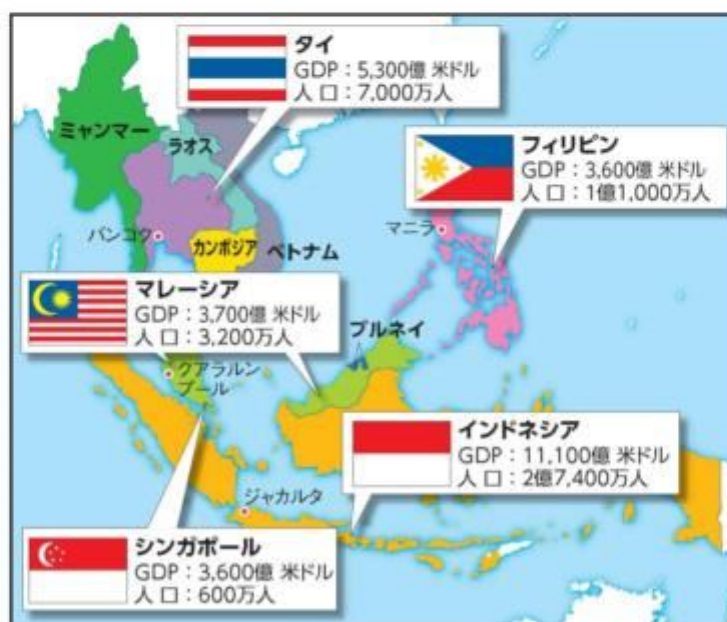 タイ
GDP：5,300億 米ドル
人 口：7,000万人
ミャンマー
ラオス
フィリピン
GDP：3,600億 米ドル
人 口：1億1,000万人
バンコク
カンボジア
ベトナム
マニラ
マレーシア
GDP：3,700億 米ドル
人 口：3,200万人
ブルネイ
クアラルン
プール
インドネシア
GDP：11,100億 米ドル
人 口：2億7,400万人
ジャカルタ
シンガポール
GDP：3,600億 米ドル
人 口：600万人